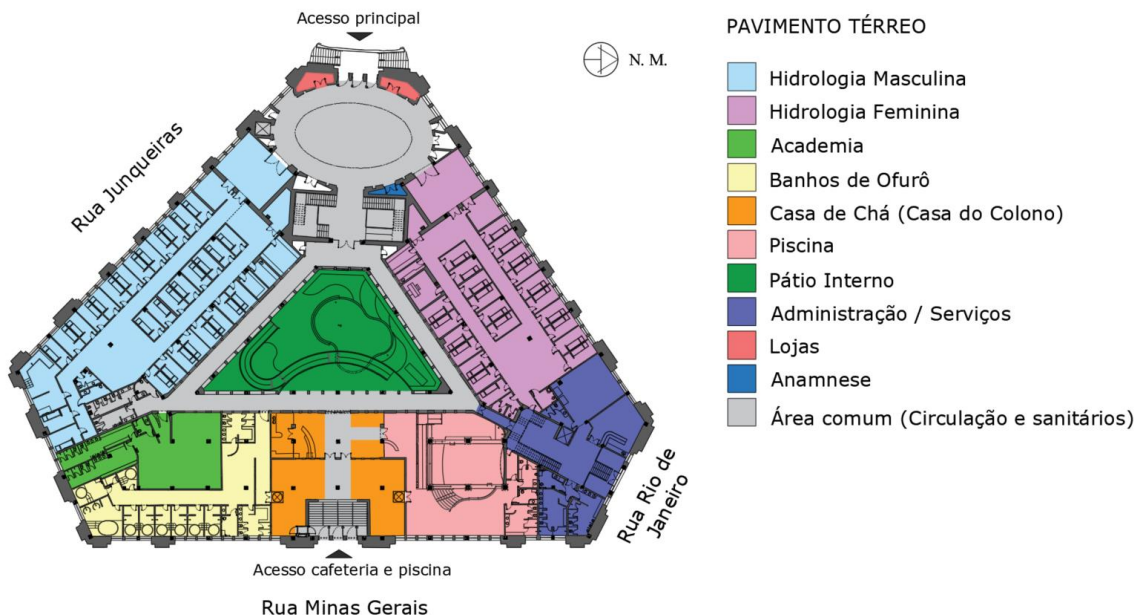 Acesso principal
N. M.
Rua Junqueiras
Rua Rio de
Janeiro
Acesso cafeteria e piscina
Rua Minas Gerais
PAVIMENTO TÉRREO
Hidrologia Masculina
Hidrologia Feminina
Academia
Banhos de Ofurô
Casa de Chá (Casa do Colono)
Piscina
Pátio Interno
Administração / Serviços
Lojas
Anamnese
Área comum (Circulação e sanitários)